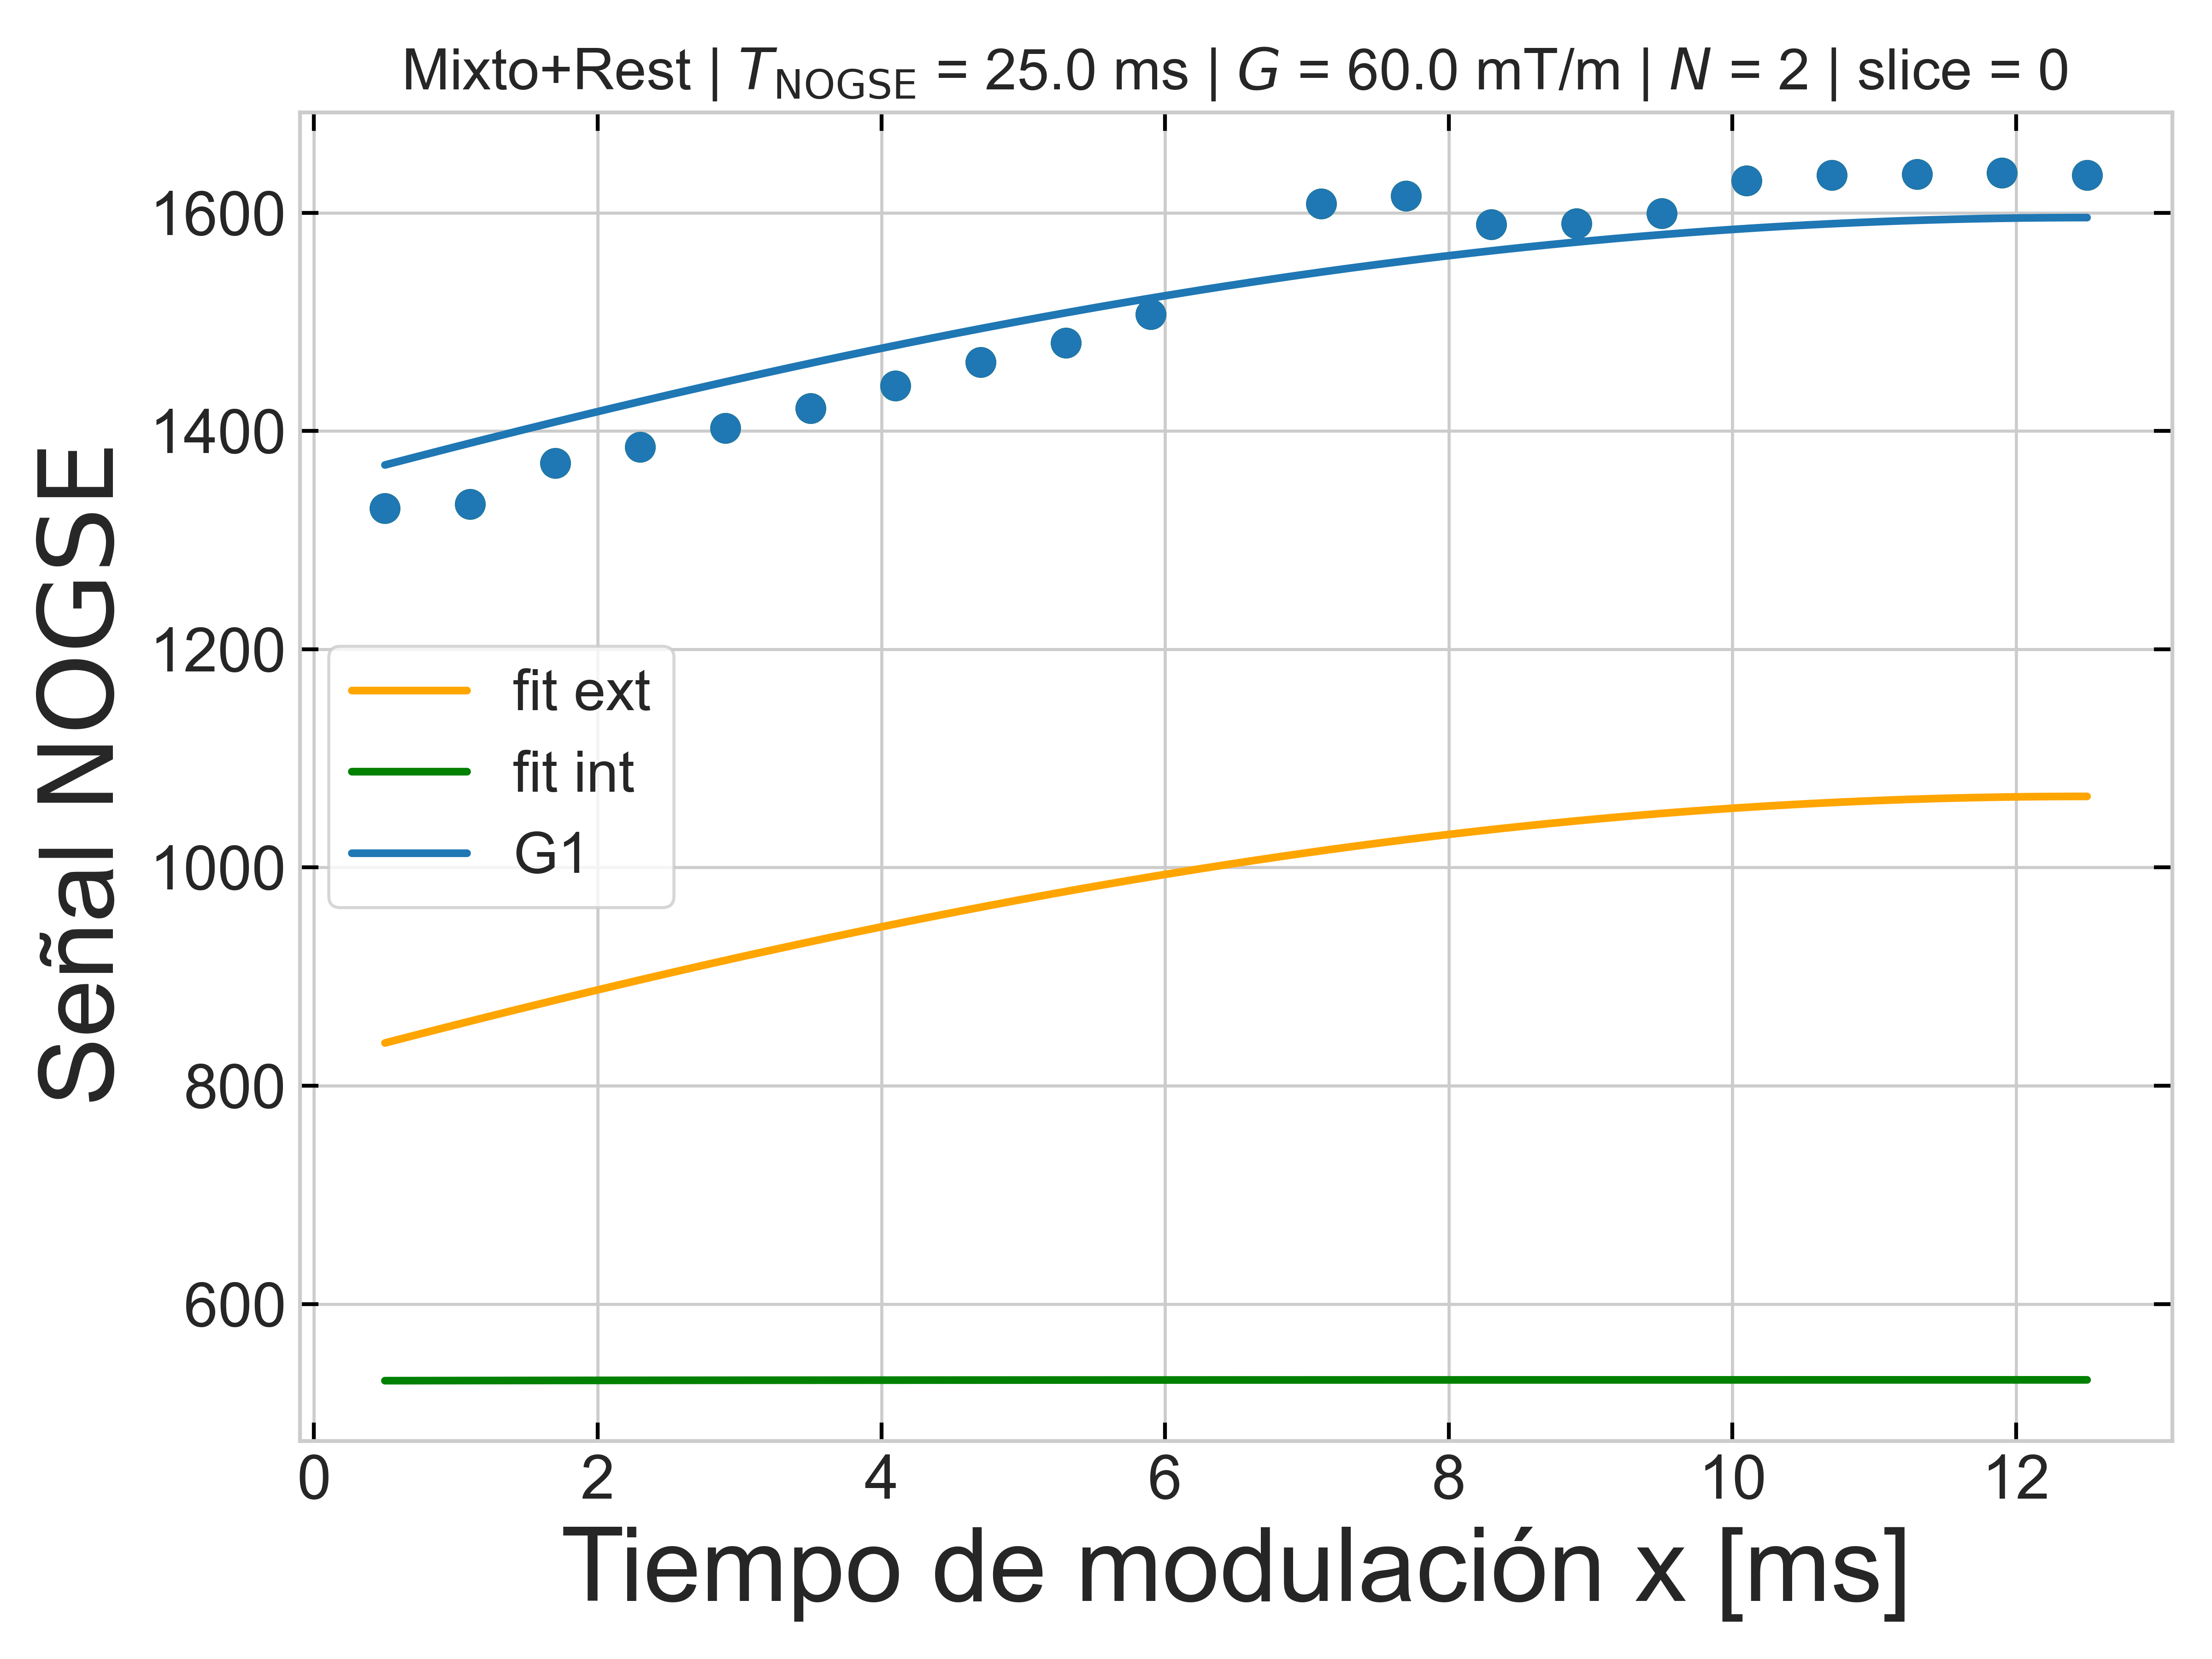 Mixto+Rest | T_NOGSE = 25.0 ms | G = 60.0 mT/m | N = 2 | slice = 0
Señal NOGSE
1600
1400
1200
1000
800
600
fit ext
fit int
G1
0 2 4 6 8 10 12
Tiempo de modulación x [ms]